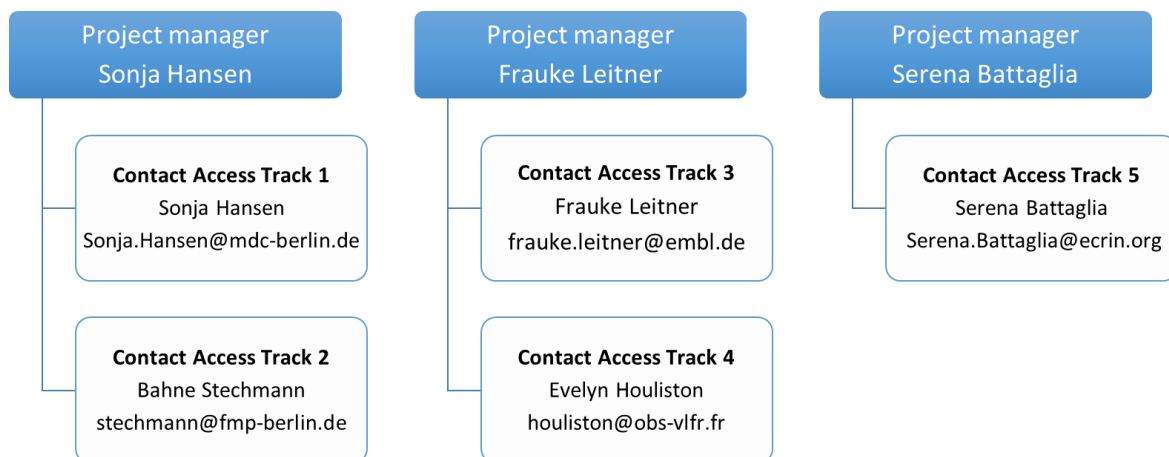 Project manager
Sonja Hansen
Contact Access Track 1
Sonja Hansen
Sonja.Hansen@mdc-berlin.de
Contact Access Track 2
Bahne Stechmann
stechmann@fmp-berlin.de
Project manager
Frauke Leitner
Contact Access Track 3
Frauke Leitner
frauke.leitner@embl.de
Contact Access Track 4
Evelyn Houliston
houliston@obs-vlfr.fr
Project manager
Serena Battaglia
Contact Access Track 5
Serena Battaglia
Serena.Battaglia@ecrin.org